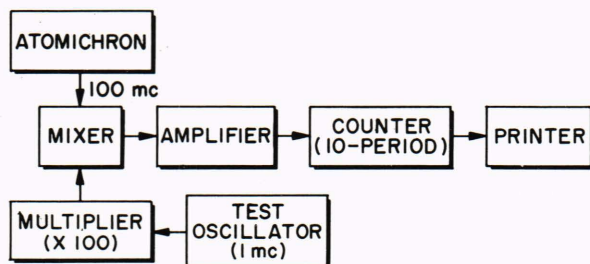 ATOMICHRON
100 mc
MIXER
AMPLIFIER
COUNTER
(10-PERIOD)
PRINTER
MULTIPLIER
(X 100)
TEST
OSCILLATOR
(1 mc)